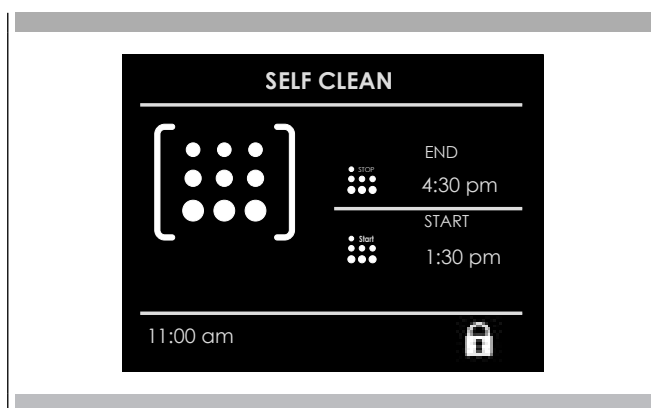 SELF CLEAN
STOP
END
4:30 pm
Start
START
1:30 pm
11:00 am